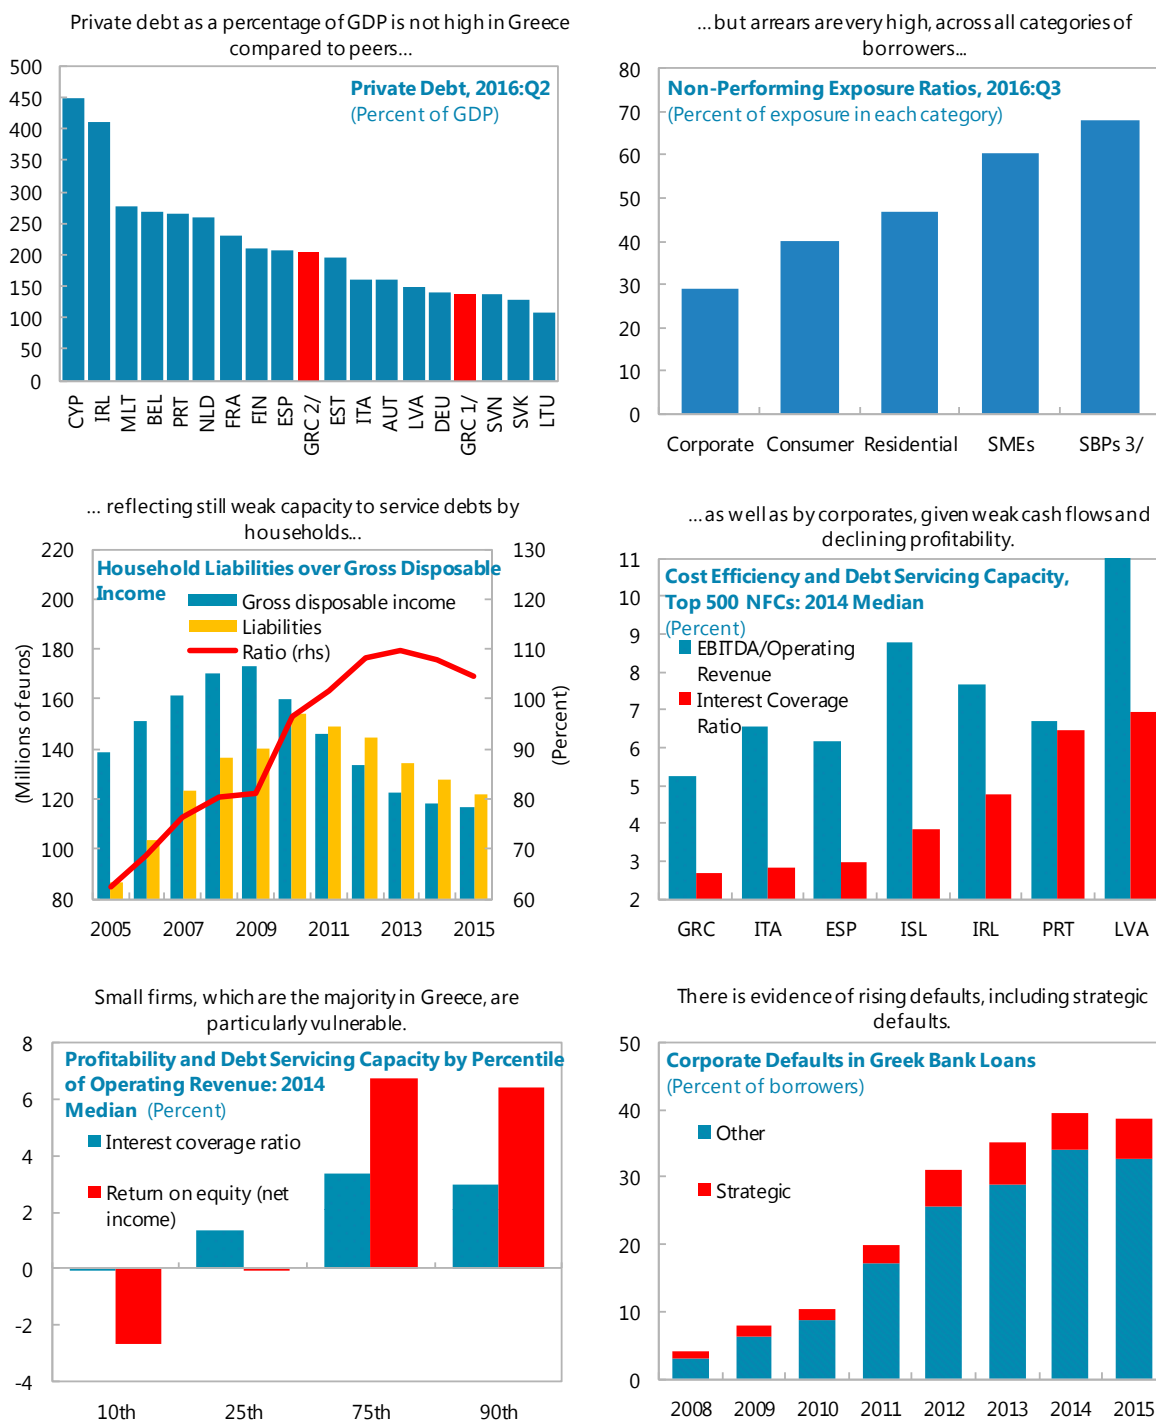 Private debt as a percentage of GDP is not high in Greece
compared to peers...
Private Debt, 2016:Q2
(Percent of GDP)
500
450
400
350
300
250
200
150
100
50
0
CYP IRL MLT BEL PRT NLD FRA FIN ESP GRC 2/ EST ITA AUT LVA DEU GRC 1/ SVN SVK LTU
...but arrears are very high, across all categories of
borrowers...
Non-Performing Exposure Ratios, 2016:Q3
(Percent of exposure in each category)
80
70
60
50
40
30
20
10
0
Corporate Consumer Residential SMEs SBPs 3/
... reflecting still weak capacity to service debts by
households...
Household Liabilities over Gross Disposable
Income
Gross disposable income
Liabilities
Ratio (rhs)
(Millions of euros)
220
200
180
160
140
120
100
80
(Percent)
130
120
110
100
90
80
70
60
2005 2007 2009 2011 2013 2015
...as well as by corporates, given weak cash flows and
declining profitability.
Cost Efficiency and Debt Servicing Capacity,
Top 500 NFCs: 2014 Median
(Percent)
EBITDA/Operating
Revenue
Interest Coverage
Ratio
11
10
9
8
7
6
5
4
3
2
GRC ITA ESP ISL IRL PRT LVA
Small firms, which are the majority in Greece, are
particularly vulnerable.
Profitability and Debt Servicing Capacity by Percentile
of Operating Revenue: 2014
Median (Percent)
Interest coverage ratio
Return on equity (net
income)
8
6
4
2
0
-2
-4
10th 25th 75th 90th
There is evidence of rising defaults, including strategic
defaults.
Corporate Defaults in Greek Bank Loans
(Percent of borrowers)
Other
Strategic
50
40
30
20
10
0
2008 2009 2010 2011 2012 2013 2014 2015